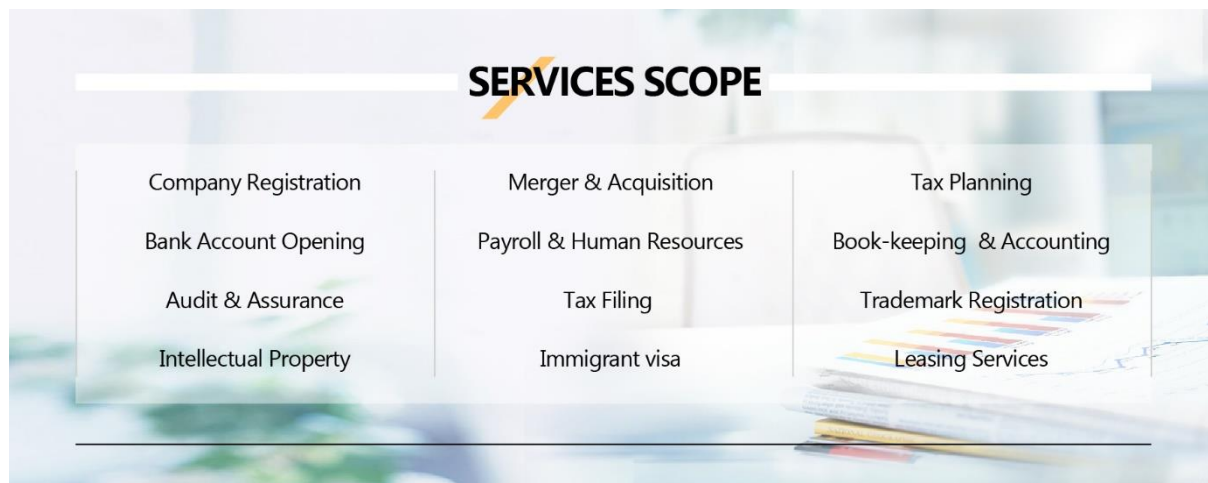 SERVICES SCOPE
Company Registration
Merger & Acquisition
Tax Planning
Bank Account Opening
Payroll & Human Resources
Book-keeping  & Accounting
Audit & Assurance
Tax Filing
Trademark Registration
Intellectual Property
Immigrant visa
Leasing Services